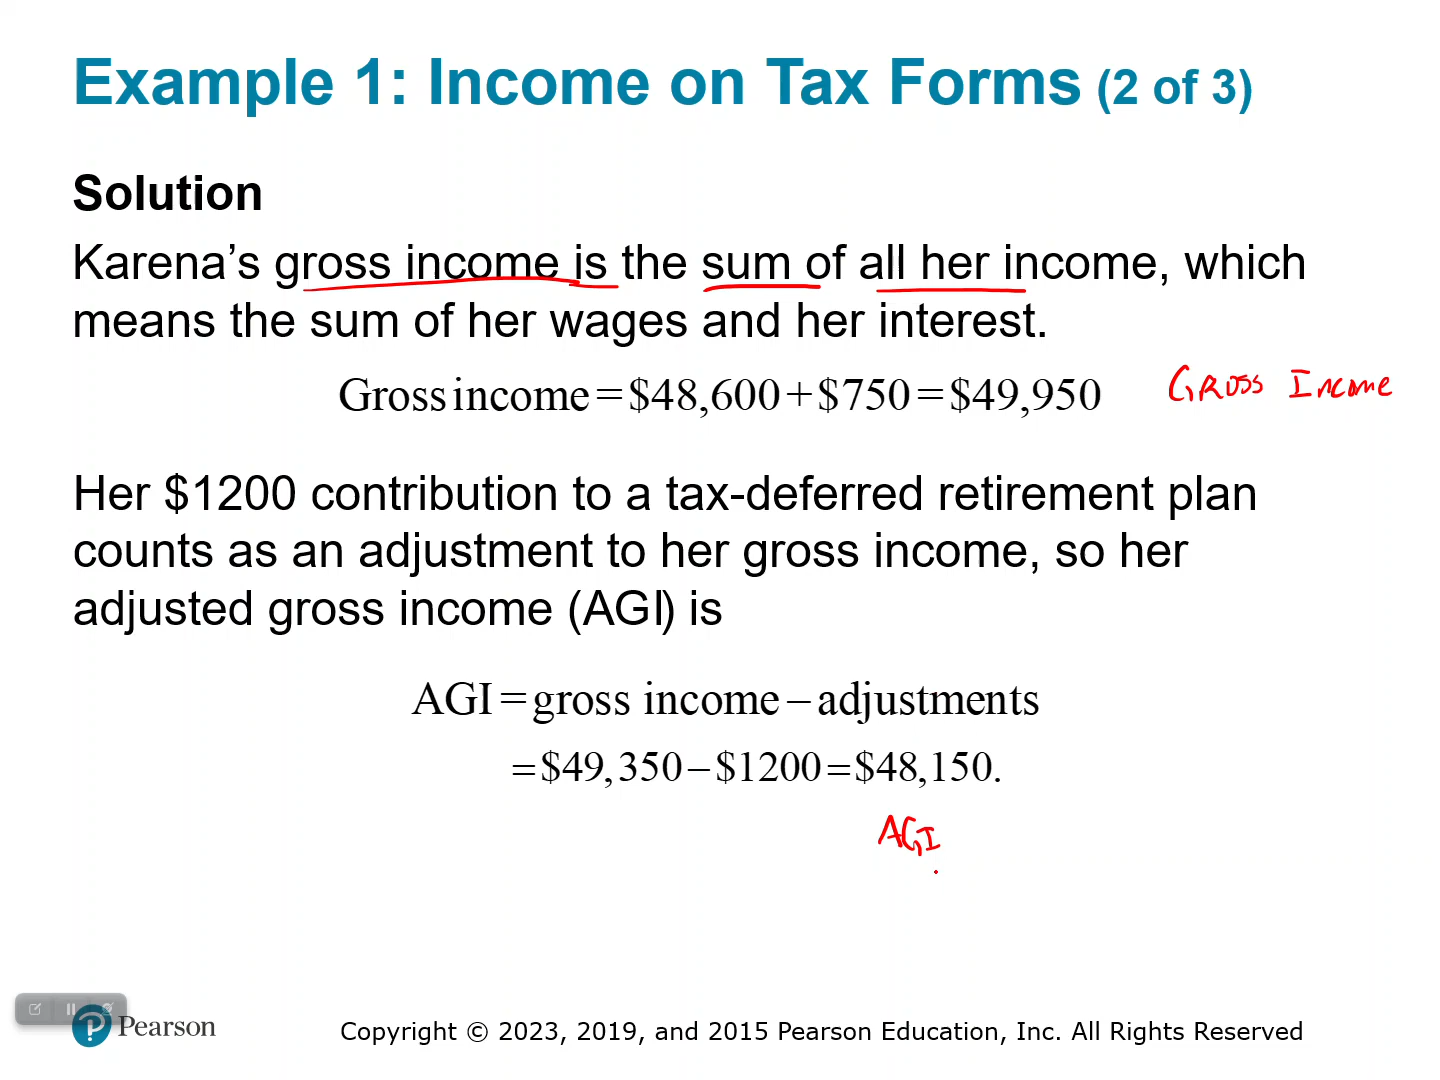 Example 1: Income on Tax Forms (2 of 3)
Solution
Karena’s gross income is the sum of all her income, which
means the sum of her wages and her interest.
Gross income = $48,600 + $750 = $49,950
GROSS INCOME
Her $1200 contribution to a tax-deferred retirement plan
counts as an adjustment to her gross income, so her
adjusted gross income (AGI) is
AGI = gross income – adjustments
= $49,350 – $1200 = $48,150.
AGI
Pearson
Copyright © 2023, 2019, and 2015 Pearson Education, Inc. All Rights Reserved